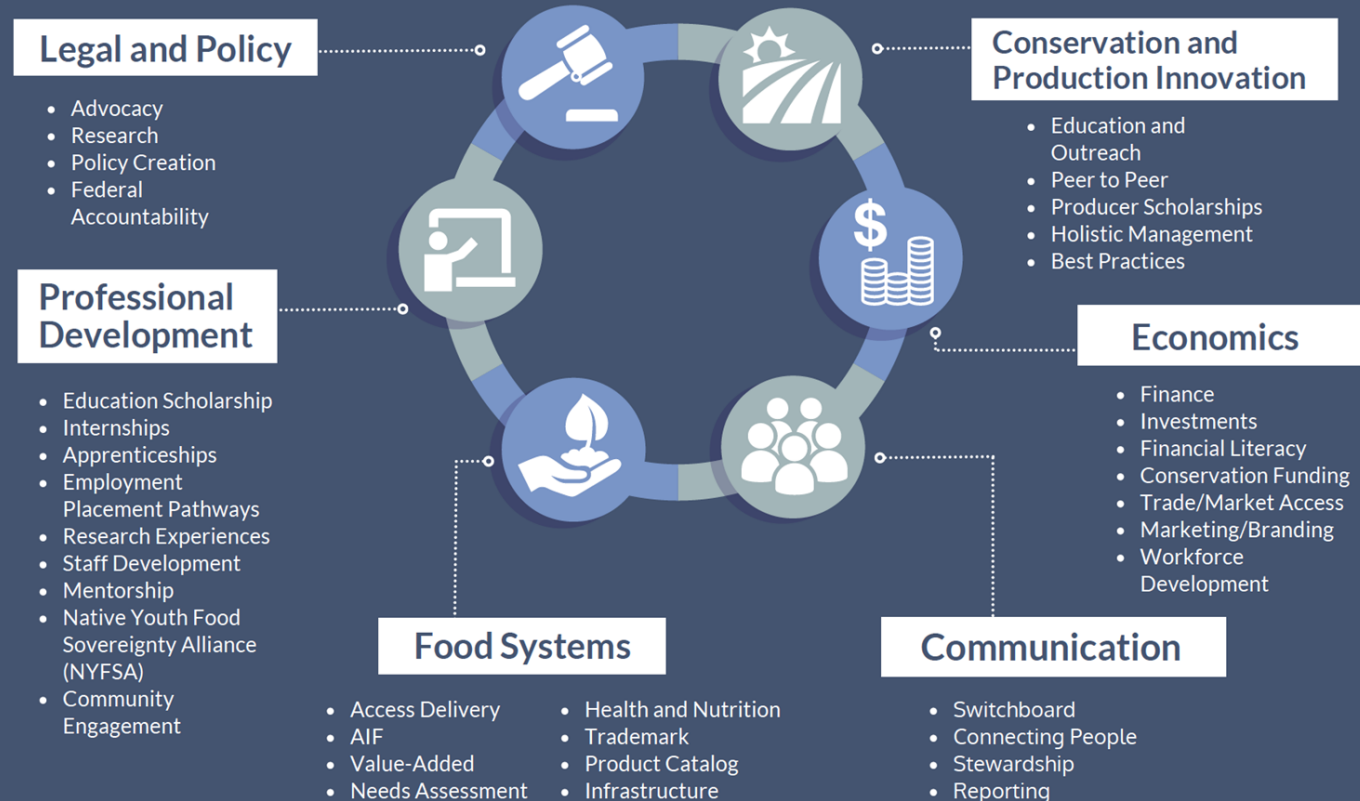 Legal and Policy
• Advocacy
• Research
• Policy Creation
• Federal
Accountability
Professional
Development
• Education Scholarship
• Internships
• Apprenticeships
• Employment
Placement Pathways
• Research Experiences
• Staff Development
• Mentorship
• Native Youth Food
Sovereignty Alliance
(NYFSA)
• Community
Engagement
Food Systems
• Access Delivery
• AIF
• Value-Added
• Needs Assessment
• Health and Nutrition
• Trademark
• Product Catalog
• Infrastructure
Conservation and
Production Innovation
• Education and
Outreach
• Peer to Peer
• Producer Scholarships
• Holistic Management
• Best Practices
$
Economics
• Finance
• Investments
• Financial Literacy
• Conservation Funding
• Trade/Market Access
• Marketing/Branding
• Workforce
Development
Communication
• Switchboard
• Connecting People
• Stewardship
• Reporting